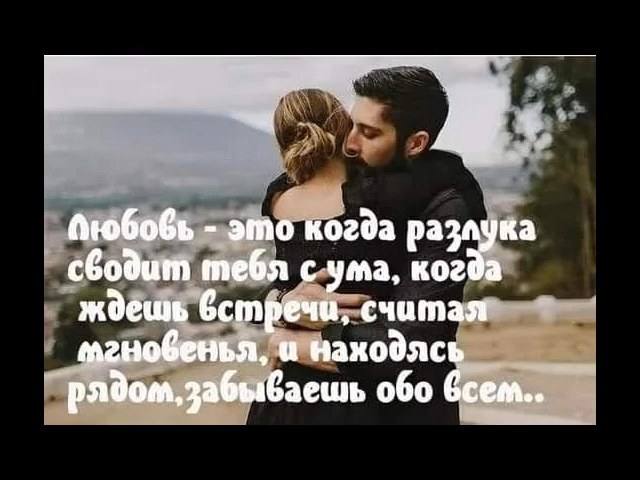 Любовь - это когда разлука
сводит тебя с ума, когда
ждешь встречи, считая
мгновенья, и находясь
рядом,забываешь обо всем..